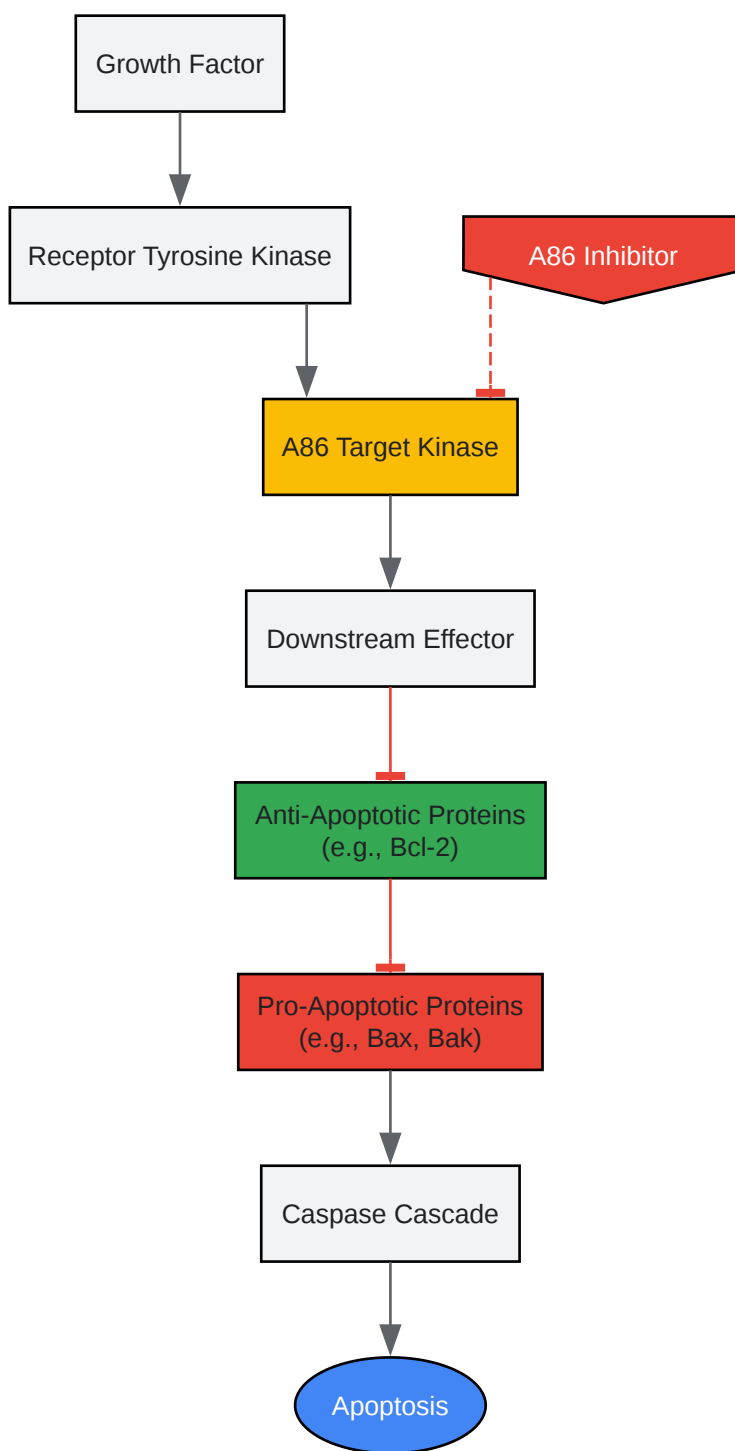 Growth Factor
Receptor Tyrosine Kinase
A86 Inhibitor
A86 Target Kinase
Downstream Effector
Anti-Apoptotic Proteins
(e.g., Bcl-2)
Pro-Apoptotic Proteins
(e.g., Bax, Bak)
Caspase Cascade
Apoptosis